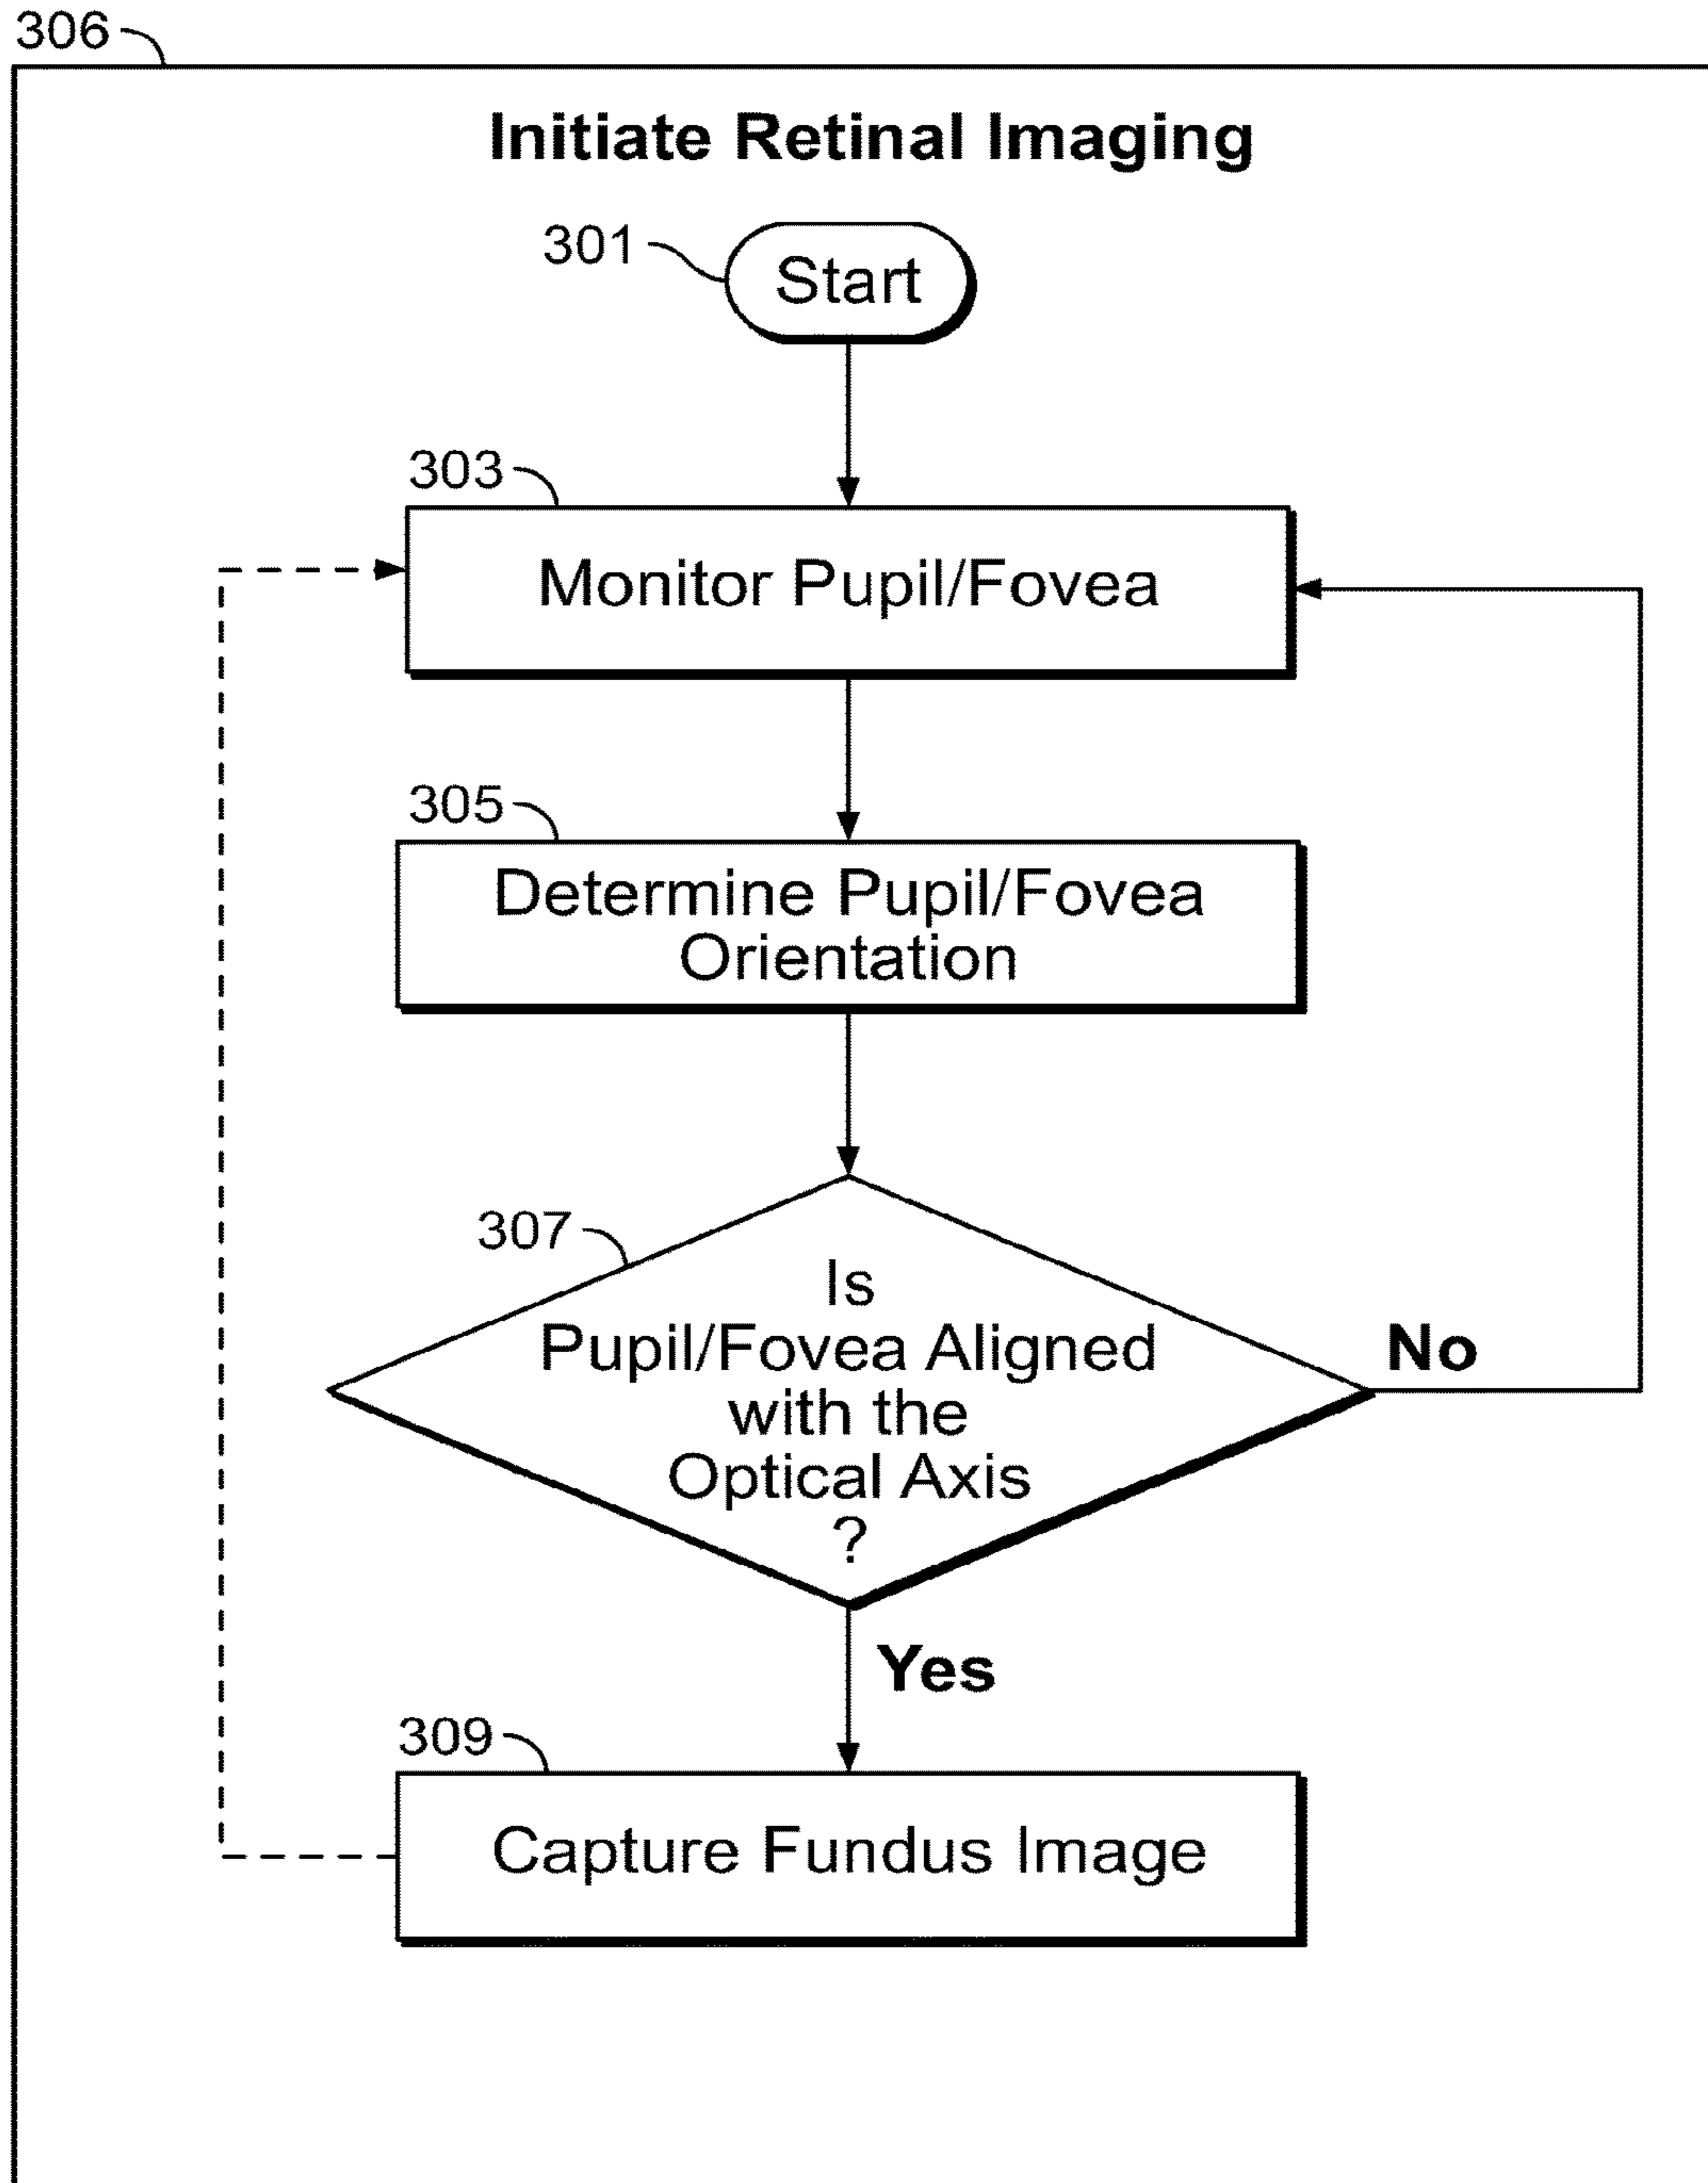 306
Initiate Retinal Imaging
301
Start
303
Monitor Pupil/Fovea
305
Determine Pupil/Fovea
Orientation
307
Is
Pupil/Fovea Aligned
with the
Optical Axis
?
No
Yes
309
Capture Fundus Image